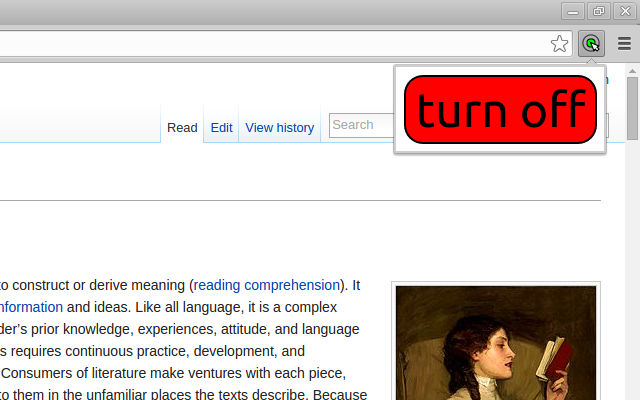 turn off
Read Edit View history Search
to construct or derive meaning (reading comprehension). It
nformation and ideas. Like all language, it is a complex
der's prior knowledge, experiences, attitude, and language
s requires continuous practice, development, and
Consumers of literature make ventures with each piece,
to them in the unfamiliar places the texts describe. Because